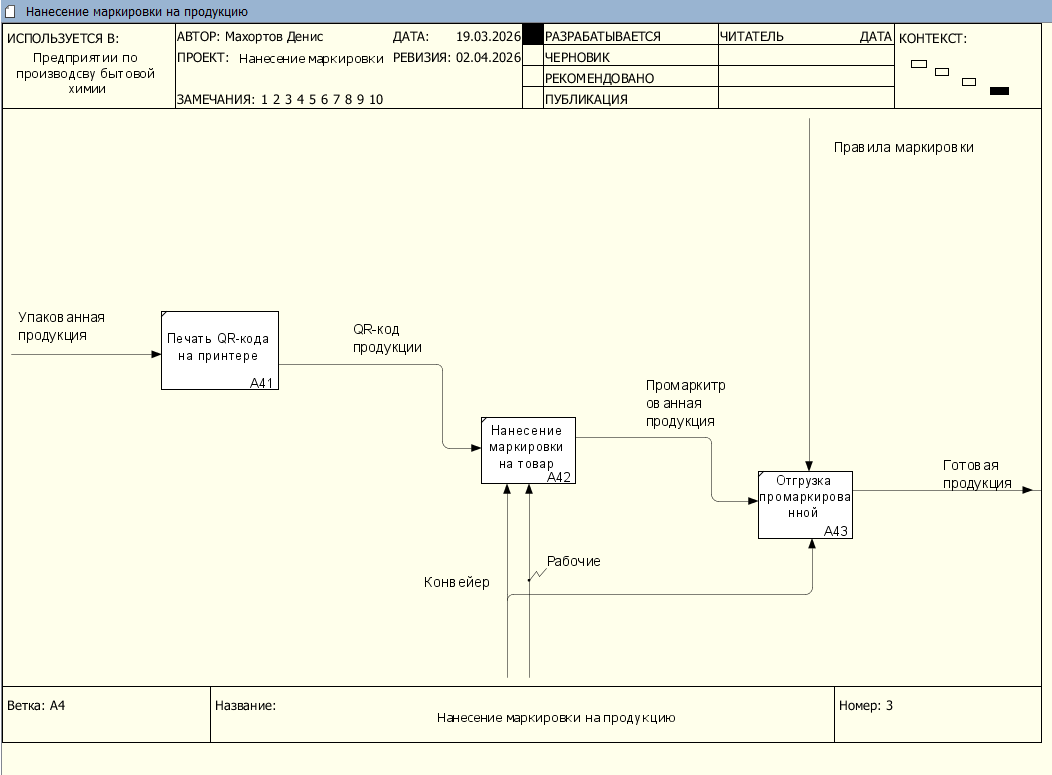 Нанесение маркировки на продукцию
ИСПОЛЬЗУЕТСЯ В:
Предприятии по
производсву бытовой
химии
АВТОР: Махортов Денис
ДАТА: 19.03.2026
ПРОЕКТ: Нанесение маркировки
РЕВИЗИЯ: 02.04.2026
ЗАМЕЧАНИЯ: 1 2 3 4 5 6 7 8 9 10
РАЗРАБАТЫВАЕТСЯ
ЧЕРНОВИК
РЕКОМЕНДОВАНО
ПУБЛИКАЦИЯ
ЧИТАТЕЛЬ
ДАТА
КОНТЕКСТ:
Правила маркировки
Упакованная
продукция
Печать QR-кода
на принтере
A41
QR-код
продукции
Нанесение
маркировки
на товар
A42
Промаркитр
ованная
продукция
Отгрузка
промаркирова
нной
A43
Готовая
продукция
Рабочие
Конвейер
Ветка: A4
Название:
Нанесение маркировки на продукцию
Номер: 3